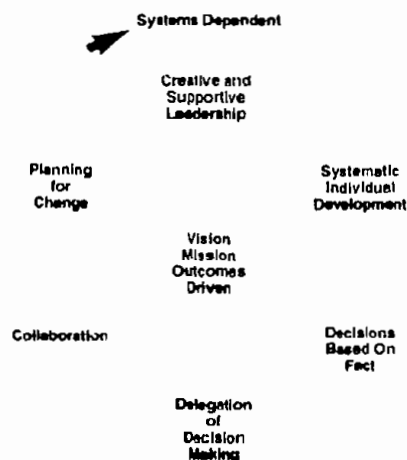 Systems Dependent
Creative and
Supportive
Leadership
Planning
for
Change
Systematic
Individual
Development
Vision
Mission
Outcomes
Driven
Collaboration
Decisions
Based On
Fact
Delegation
of
Decision
Making